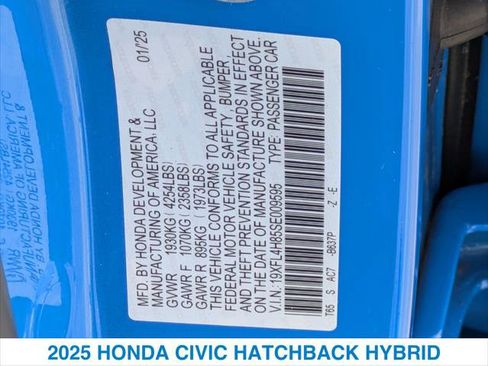 MFD. BY HONDA DEVELOPMENT &
MANUFACTURING OF AMERICA, LLC 01/25
GVWR 1930KG (4254LBS)
GAWR F 1070KG (2358LBS)
GAWR R 895KG (1973LBS)
THIS VEHICLE CONFORMS TO ALL APPLICABLE
FEDERAL MOTOR VEHICLE SAFETY, BUMPER,
AND THEFT PREVENTION STANDARDS IN EFFECT
ON THE DATE OF MANUFACTURE SHOWN ABOVE.
V.I.N: 19XFL4H85SE009595 TYPE: PASSENGER CAR
T65 S AC7 -B637P -Z -E
2025 HONDA CIVIC HATCHBACK HYBRID